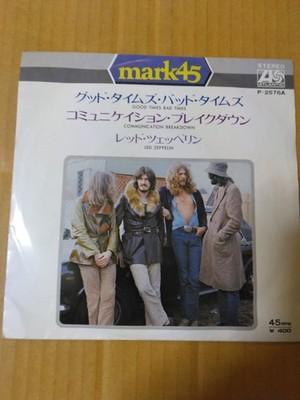 mark45
STEREO
ATLANTIC
P-2576A
グッド・タイムズ・バッド・タイムズ
GOOD TIMES BAD TIMES
コミュニケイション・ブレイクダウン
COMMUNICATION BREAKDOWN
レッド・ツェッペリン
LED ZEPPELIN
45RPM
¥400